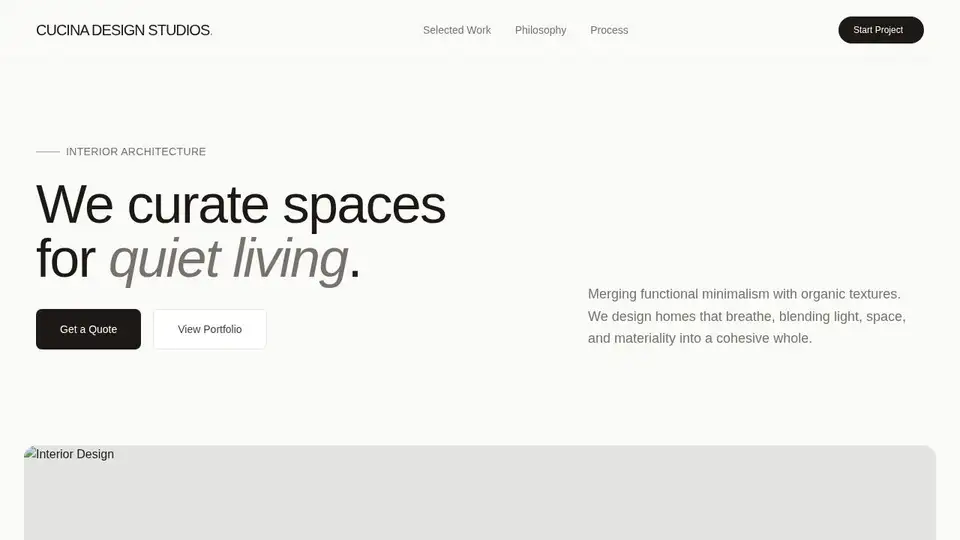 CUCINA DESIGN STUDIOS.
Selected Work
Philosophy
Process
Start Project
INTERIOR ARCHITECTURE
We curate spaces
for quiet living.
Get a Quote
View Portfolio
Merging functional minimalism with organic textures.
We design homes that breathe, blending light, space,
and materiality into a cohesive whole.
Interior Design